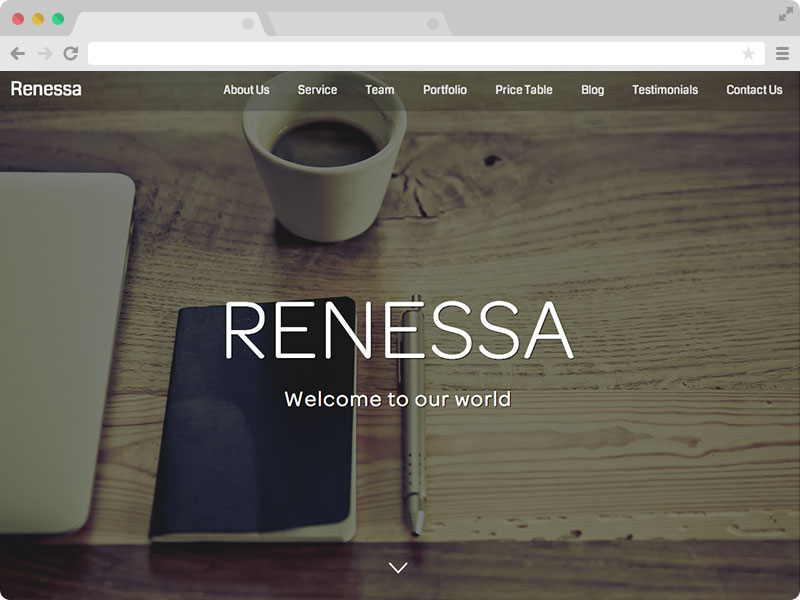 Renessa About Us Service Team Portfolio Price Table Blog Testimonials Contact Us
RENESSA
Welcome to our world